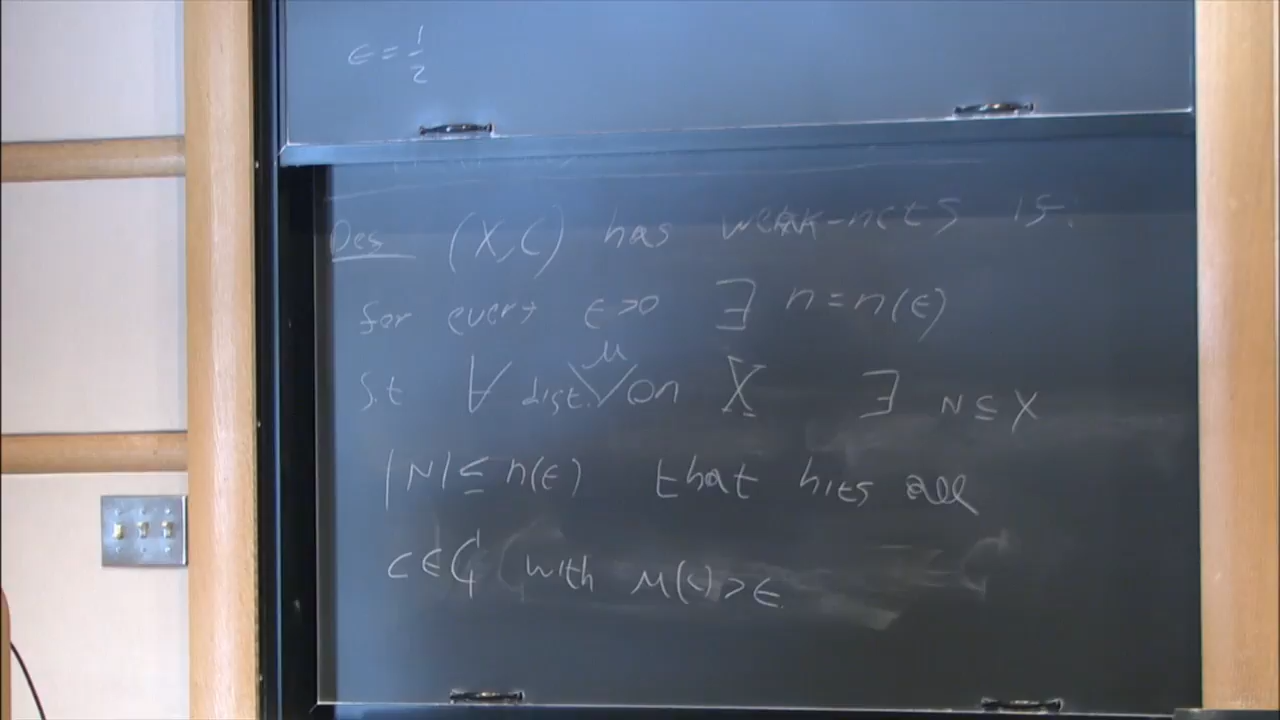 ϵ = 1/2
Def (X,C) has weak-nets if:
for every ϵ>0 ∃ n=n(ϵ)
s.t ∀ dist. μ on X ∃ N⊆X
|N|≤n(ϵ) that hits all
c∈C with μ(c)>ϵ.